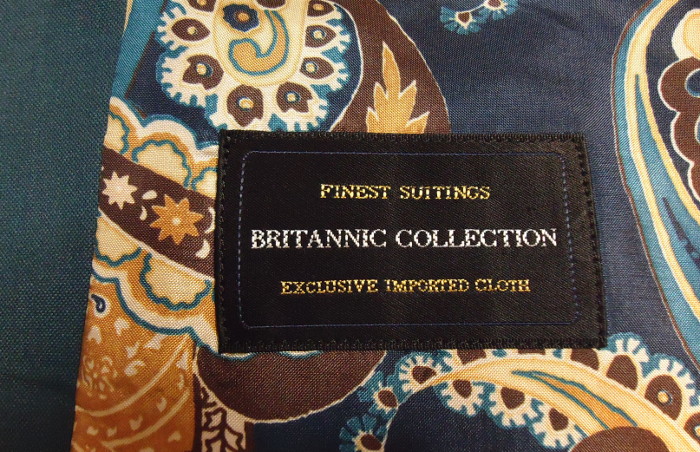 FINEST SUITINGS
BRITANNIC COLLECTION
EXCLUSIVE IMPORTED CLOTH